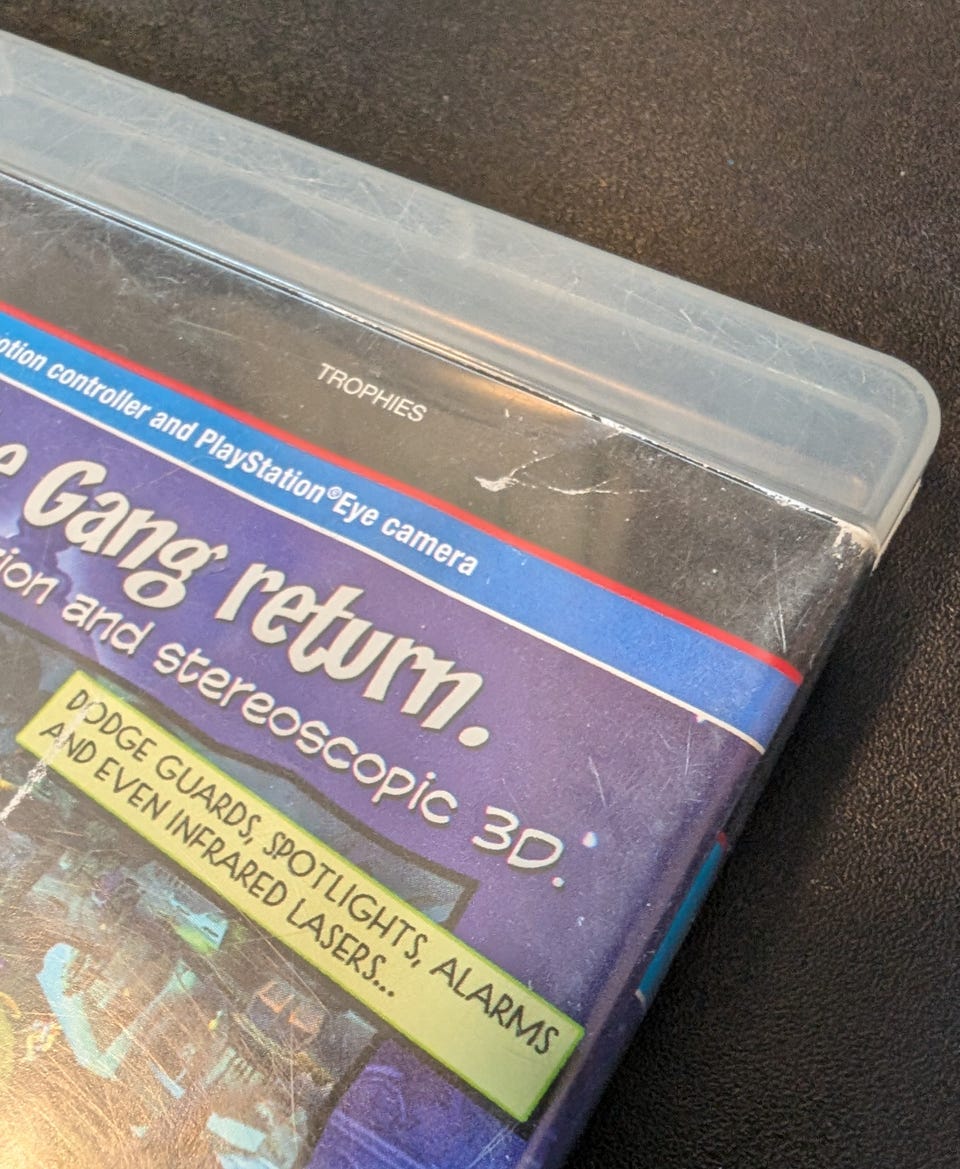 TROPHIES
otion controller and PlayStation®Eye camera
e Gang return.
ion and stereoscopic 3D.
DODGE GUARDS, SPOTLIGHTS, ALARMS
AND EVEN INFRARED LASERS...